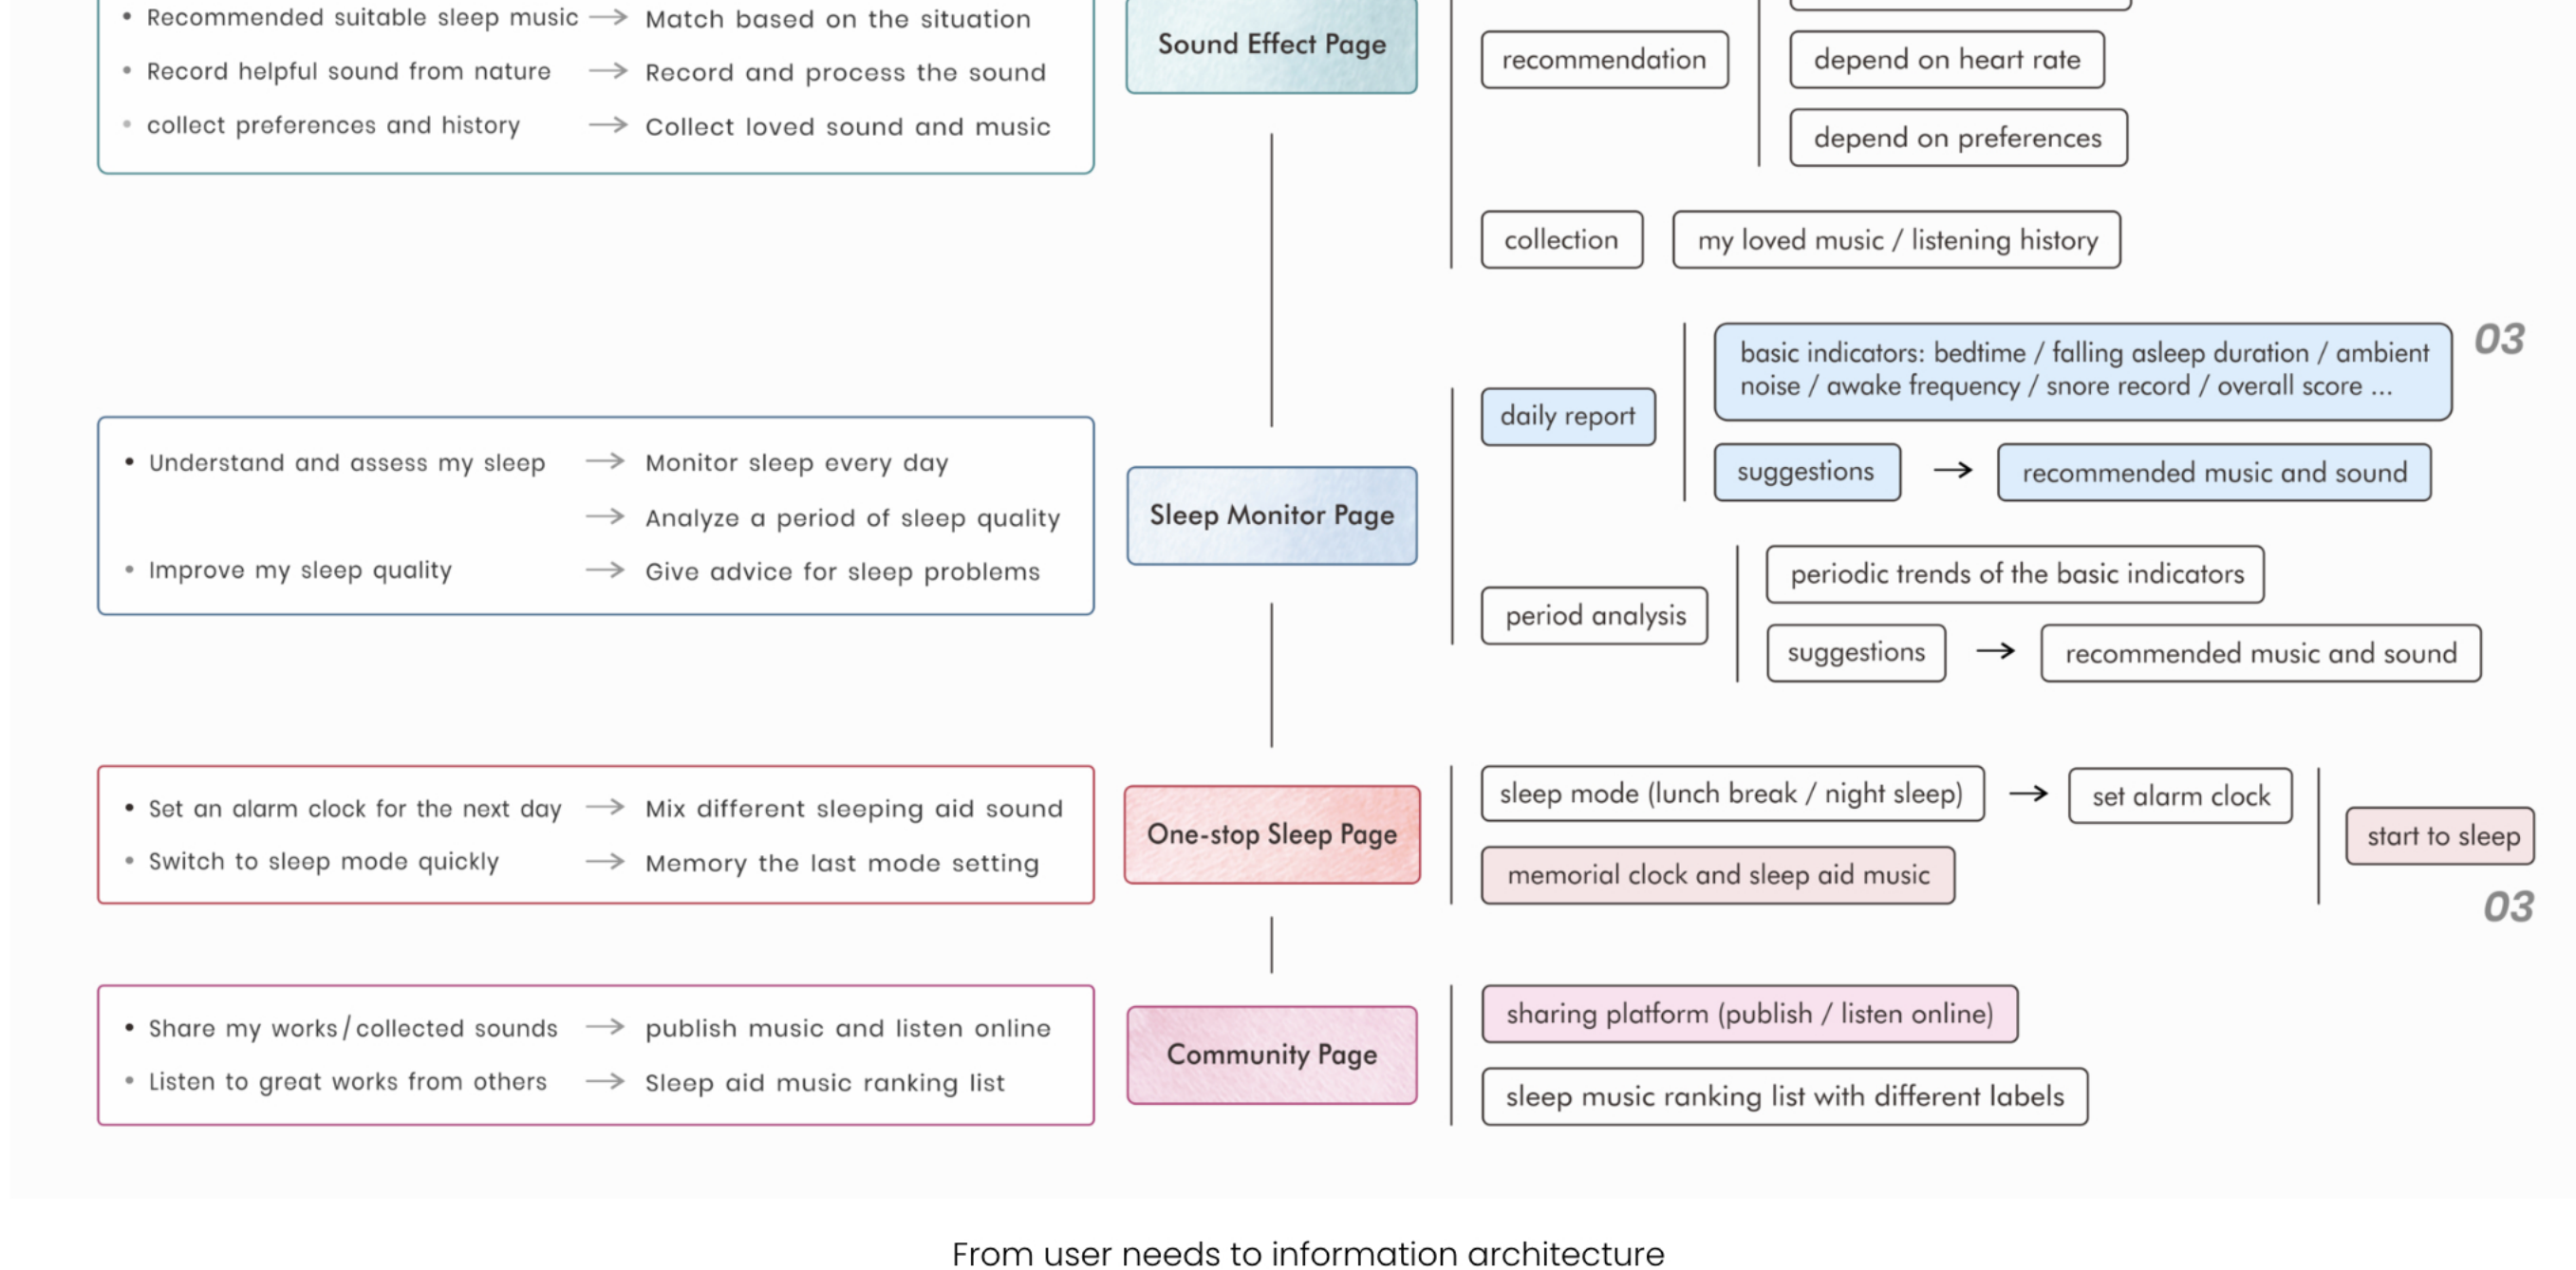 • Recommended suitable sleep music → Match based on the situation
• Record helpful sound from nature → Record and process the sound
• collect preferences and history → Collect loved sound and music
Sound Effect Page
recommendation
depend on heart rate
depend on preferences
collection
my loved music / listening history
• Understand and assess my sleep → Monitor sleep every day
→ Analyze a period of sleep quality
• Improve my sleep quality → Give advice for sleep problems
Sleep Monitor Page
daily report
basic indicators: bedtime / falling asleep duration / ambient
noise / awake frequency / snore record / overall score ...
03
suggestions → recommended music and sound
period analysis
periodic trends of the basic indicators
suggestions → recommended music and sound
• Set an alarm clock for the next day → Mix different sleeping aid sound
• Switch to sleep mode quickly → Memory the last mode setting
One-stop Sleep Page
sleep mode (lunch break / night sleep) → set alarm clock
memorial clock and sleep aid music
start to sleep
03
• Share my works/collected sounds → publish music and listen online
• Listen to great works from others → Sleep aid music ranking list
Community Page
sharing platform (publish / listen online)
sleep music ranking list with different labels
From user needs to information architecture